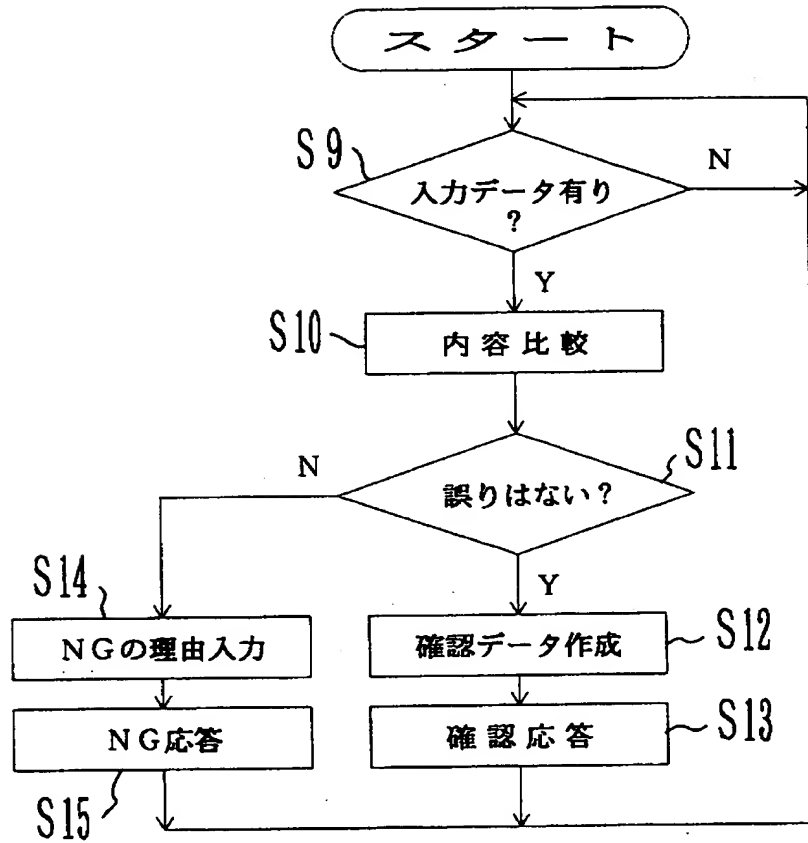 スタート
S9
N
入力データ有り
?
Y
S10
内容比較
S11
N
誤りはない?
Y
S14
NGの理由入力
確認データ作成
S12
NG応答
確認応答
S13
S15